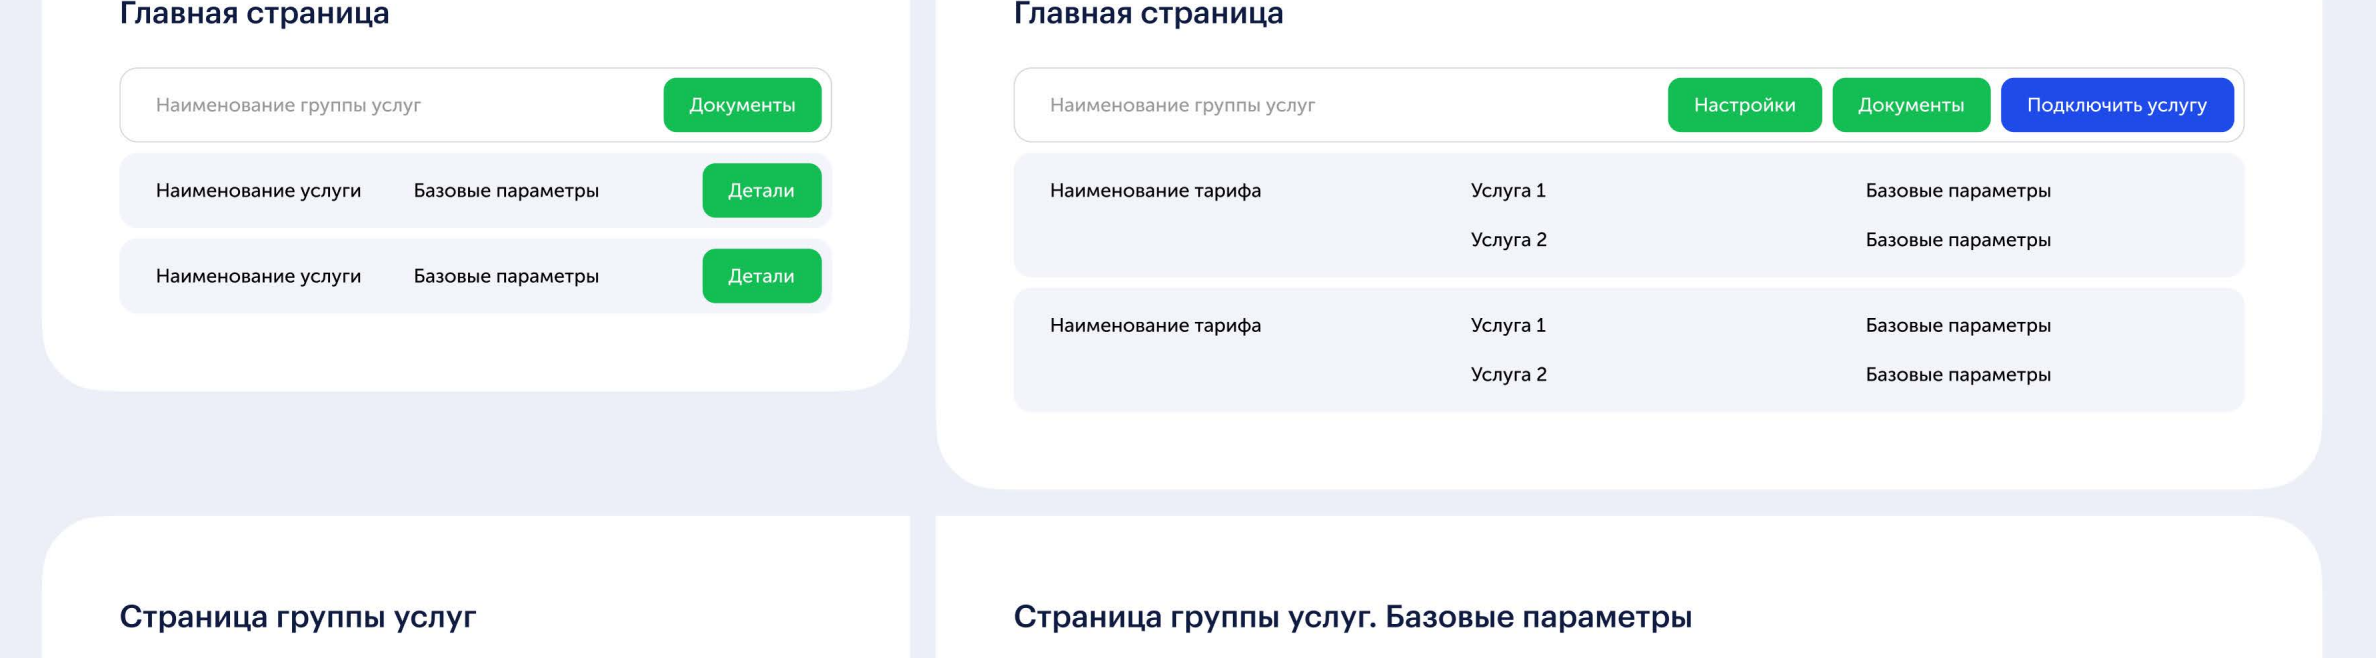 Главная страница
Наименование группы услуг Документы
Наименование услуги Базовые параметры Детали
Наименование услуги Базовые параметры Детали
Главная страница
Наименование группы услуг Настройки Документы Подключить услугу
Наименование тарифа Услуга 1 Базовые параметры
Услуга 2 Базовые параметры
Наименование тарифа Услуга 1 Базовые параметры
Услуга 2 Базовые параметры
Страница группы услуг
Страница группы услуг. Базовые параметры